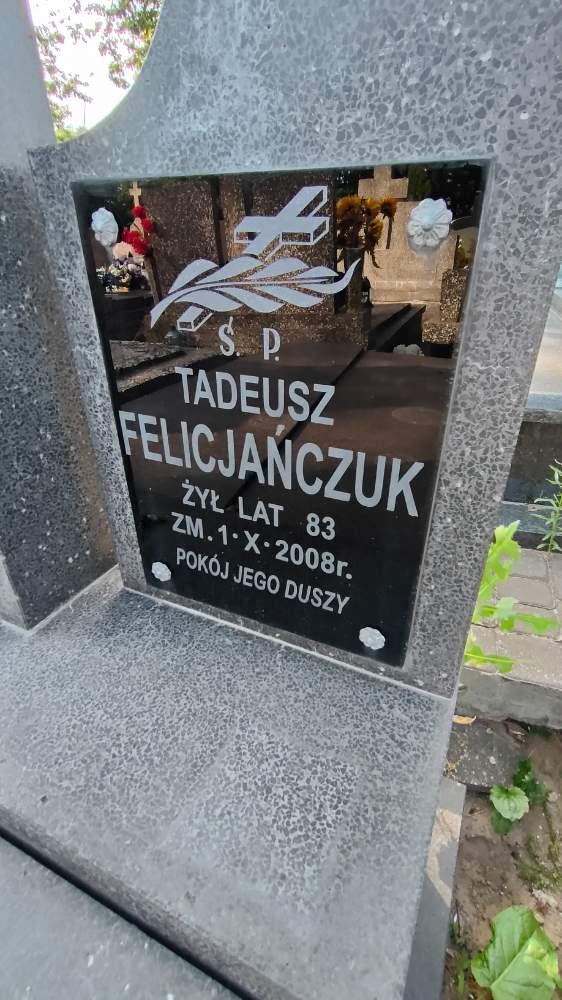 Ś. P.
TADEUSZ
FELICJAŃCZUK
ŻYŁ LAT 83
ZM. 1·X·2008r.
POKÓJ JEGO DUSZY